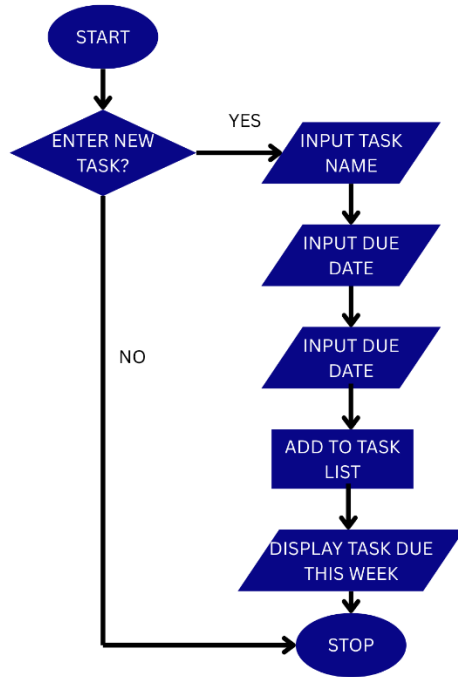 START
ENTER NEW
TASK?
YES
INPUT TASK
NAME
INPUT DUE
DATE
INPUT DUE
DATE
NO
ADD TO TASK
LIST
DISPLAY TASK DUE
THIS WEEK
STOP